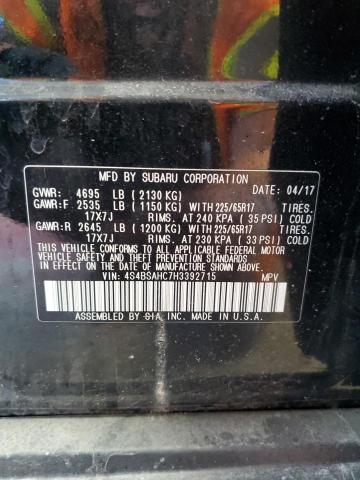 MFD BY SUBARU CORPORATION
GVWR: 4695 LB (2130 KG) DATE: 04/17
GAWR:F 2535 LB (1150 KG) WITH 225/65R17 TIRES.
17X7J RIMS. AT 240 KPA (35 PSI) COLD
GAWR:R 2645 LB (1200 KG) WITH 225/65R17 TIRES.
17X7J RIMS. AT 230 KPA (33 PSI) COLD
THIS VEHICLE CONFORMS TO ALL APPLICABLE FEDERAL MOTOR
VEHICLE SAFETY STANDARDS IN EFFECT ON
THE DATE OF MANUFACTURE SHOWN ABOVE.
VIN: 4S4BSAHC7H3392715 MPV
ASSEMBLED BY SIA, INC. MADE IN U.S.A.